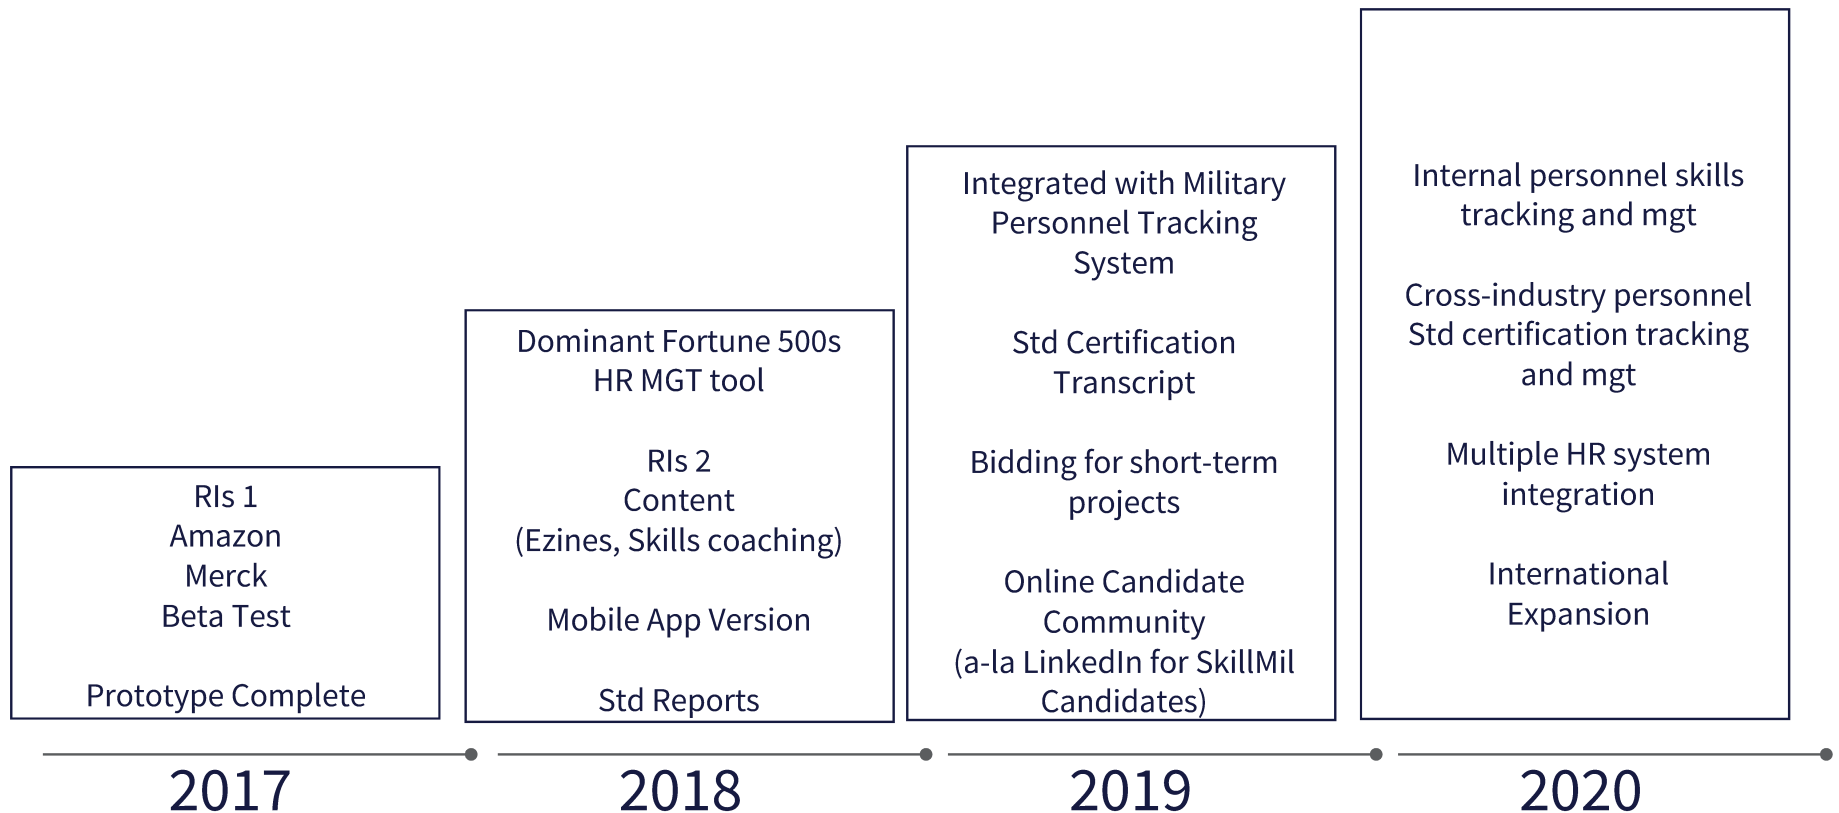 RIs 1
Amazon
Merck
Beta Test
Prototype Complete
2017
Dominant Fortune 500s
HR MGT tool
RIs 2
Content
(Ezines, Skills coaching)
Mobile App Version
Std Reports
2018
Integrated with Military
Personnel Tracking
System
Std Certification
Transcript
Bidding for short-term
projects
Online Candidate
Community
(a-la LinkedIn for SkillMil
Candidates)
2019
Internal personnel skills
tracking and mgt
Cross-industry personnel
Std certification tracking
and mgt
Multiple HR system
integration
International
Expansion
2020